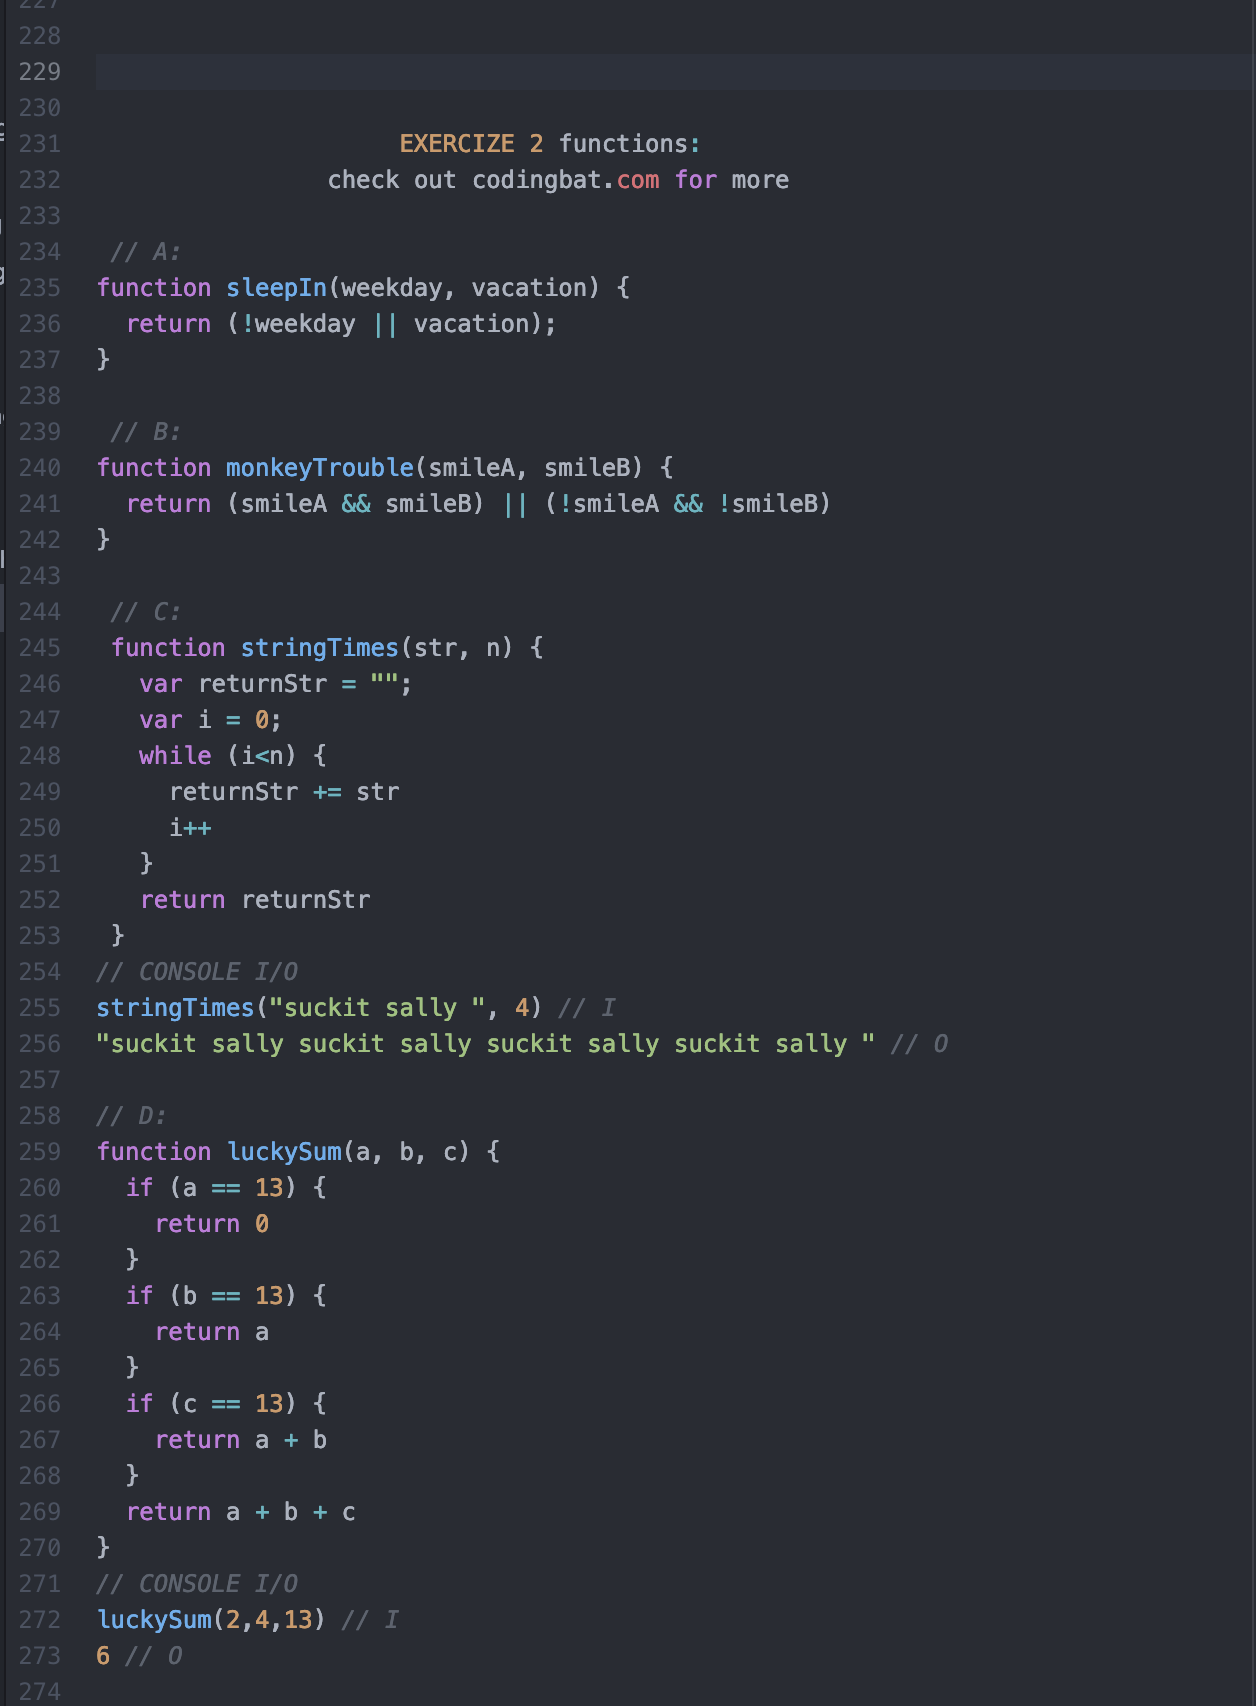 227
228
229
230
231 EXERCIZE 2 functions:
232 check out codingbat.com for more
233
234 // A:
235 function sleepIn(weekday, vacation) {
236 return (!weekday || vacation);
237 }
238
239 // B:
240 function monkeyTrouble(smileA, smileB) {
241 return (smileA && smileB) || (!smileA && !smileB)
242 }
243
244 // C:
245 function stringTimes(str, n) {
246 var returnStr = "";
247 var i = 0;
248 while (i<n) {
249 returnStr += str
250 i++
251 }
252 return returnStr
253 }
254 // CONSOLE I/O
255 stringTimes("suckit sally ", 4) // I
256 "suckit sally suckit sally suckit sally suckit sally " // O
257
258 // D:
259 function luckySum(a, b, c) {
260 if (a == 13) {
261 return 0
262 }
263 if (b == 13) {
264 return a
265 }
266 if (c == 13) {
267 return a + b
268 }
269 return a + b + c
270 }
271 // CONSOLE I/O
272 luckySum(2,4,13) // I
273 6 // O
274